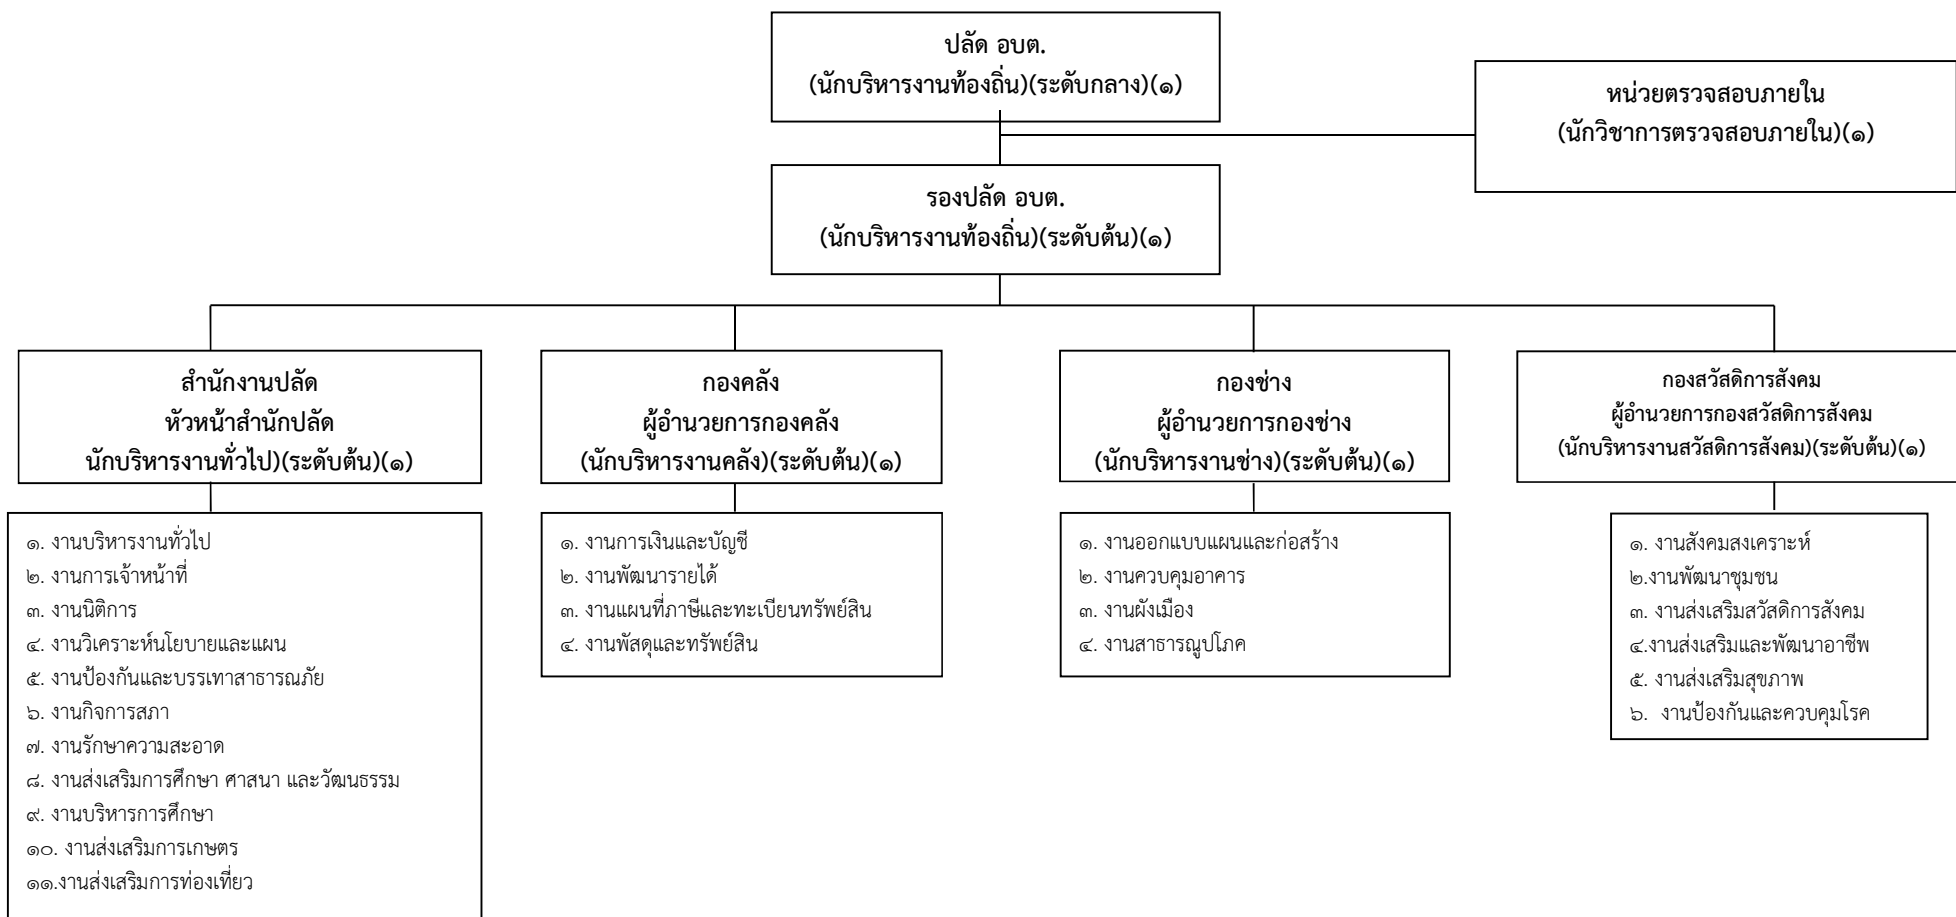 ปลัด อบต.
(นักบริหารงานท้องถิ่น)(ระดับกลาง)(๑)
หน่วยตรวจสอบภายใน
(นักวิชาการตรวจสอบภายใน)(๑)
รองปลัด อบต.
(นักบริหารงานท้องถิ่น)(ระดับต้น)(๑)
สำนักงานปลัด
หัวหน้าสำนักปลัด
นักบริหารงานทั่วไป)(ระดับต้น)(๑)
กองคลัง
ผู้อำนวยการกองคลัง
(นักบริหารงานคลัง)(ระดับต้น)(๑)
กองช่าง
ผู้อำนวยการกองช่าง
(นักบริหารงานช่าง)(ระดับต้น)(๑)
กองสวัสดิการสังคม
ผู้อำนวยการกองสวัสดิการสังคม
(นักบริหารงานสวัสดิการสังคม)(ระดับต้น)(๑)
๑. งานบริหารงานทั่วไป
๒. งานการเจ้าหน้าที่
๓. งานนิติการ
๔. งานวิเคราะห์นโยบายและแผน
๕. งานป้องกันและบรรเทาสาธารณภัย
๖. งานกิจการสภา
๗. งานรักษาความสะอาด
๘. งานส่งเสริมการศึกษา ศาสนา และวัฒนธรรม
๙. งานบริหารการศึกษา
๑๐. งานส่งเสริมการเกษตร
๑๑.งานส่งเสริมการท่องเที่ยว
๑. งานการเงินและบัญชี
๒. งานพัฒนารายได้
๓. งานแผนที่ภาษีและทะเบียนทรัพย์สิน
๔. งานพัสดุและทรัพย์สิน
๑. งานออกแบบแผนและก่อสร้าง
๒. งานควบคุมอาคาร
๓. งานผังเมือง
๔. งานสาธารณูปโภค
๑. งานสังคมสงเคราะห์
๒.งานพัฒนาชุมชน
๓. งานส่งเสริมสวัสดิการสังคม
๔.งานส่งเสริมและพัฒนาอาชีพ
๕. งานส่งเสริมสุขภาพ
๖. งานป้องกันและควบคุมโรค